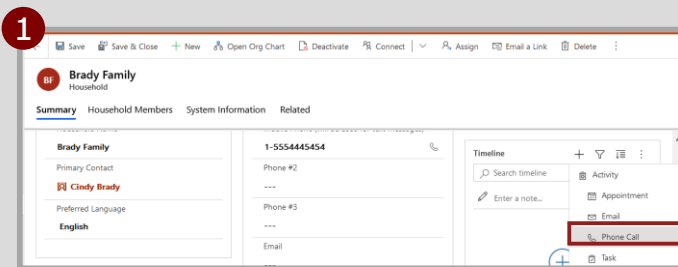 1
Save Save & Close New Open Org Chart Deactivate Connect Assign Email a Link Delete
BF Brady Family
Household
Summary Household Members System Information Related
Brady Family
Primary Contact
Cindy Brady
Preferred Language
English
1-5554445454
Phone #2
---
Phone #3
---
Email
---
Timeline
Search timeline
Enter a note...
Activity
Appointment
Email
Phone Call
Task